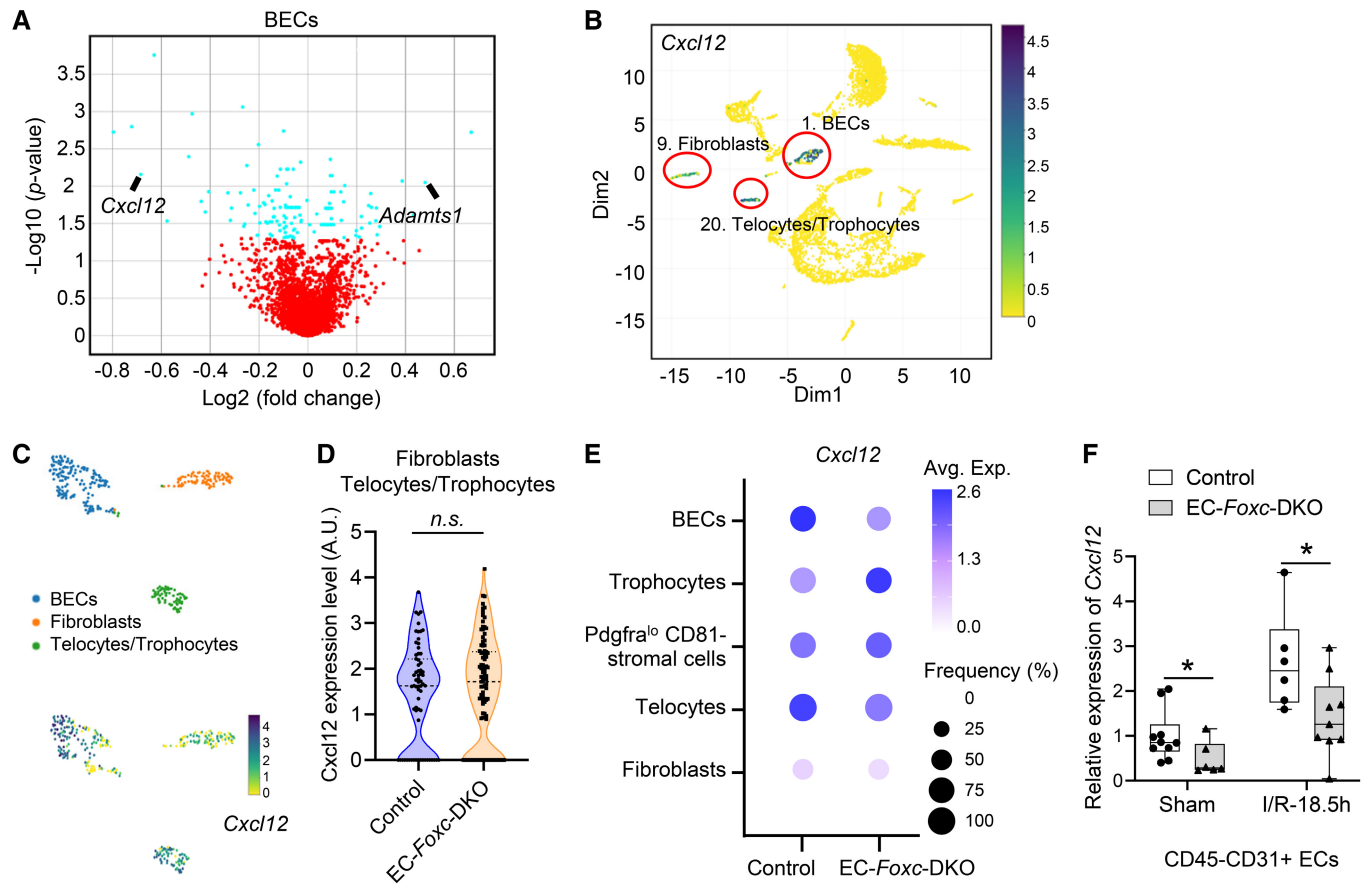 A
BECs
3.5
3
2.5
2
1.5
1
0.5
0
-Log10 (p-value)
Cxcl12
Adamts1
-0.8 -0.6 -0.4 -0.2 0 0.2 0.4 0.6
Log2 (fold change)
B
Cxcl12
10
5
0
-5
-10
-15
Dim2
1. BECs
9. Fibroblasts
20. Telocytes/Trophocytes
-15 -10 -5 0 5 10
Dim1
4.5
4
3.5
3
2.5
2
1.5
1
0.5
0
C
BECs
Fibroblasts
Telocytes/Trophocytes
4
3
2
1
0
Cxcl12
D
Fibroblasts
Telocytes/Trophocytes
n.s.
5
4
3
2
1
0
Cxcl12 expression level (A.U.)
Control
EC-Foxc-DKO
E
Cxcl12
BECs
Trophocytes
Pdgfralo CD81-
stromal cells
Telocytes
Fibroblasts
Control EC-Foxc-DKO
Avg. Exp.
2.6
1.3
0.0
Frequency (%)
0
25
50
75
100
F
Control
EC-Foxc-DKO
5
4
3
2
1
0
Relative expression of Cxcl12
*
*
Sham I/R-18.5h
CD45-CD31+ ECs